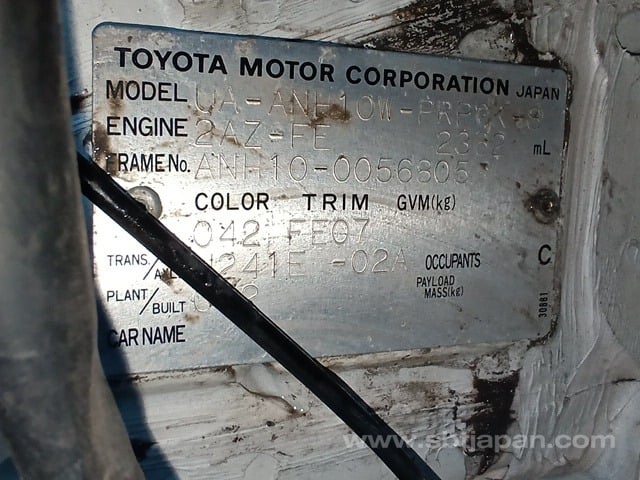 TOYOTA MOTOR CORPORATION JAPAN
MODEL UA-ANH10W-PRPGK
ENGINE 2AZ-FE 2362 mL
FRAME No. ANH10-0056805
COLOR TRIM GVM(kg)
042 FE07
TRANS./AXLE U241E -02A OCCUPANTS C
PLANT/BUILT PAYLOAD MASS(kg)
CAR NAME
30881
www.sbtjapan.com